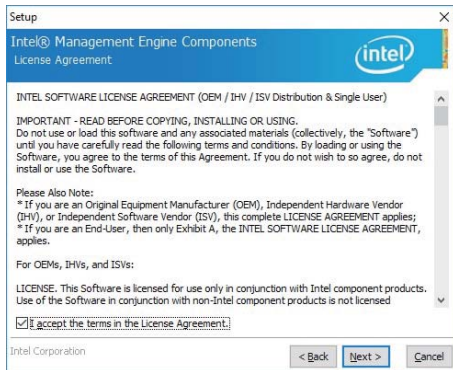 Setup
Intel® Management Engine Components
License Agreement
intel
INTEL SOFTWARE LICENSE AGREEMENT (OEM / IHV / ISV Distribution & Single User)
IMPORTANT - READ BEFORE COPYING, INSTALLING OR USING.
Do not use or load this software and any associated materials (collectively, the "Software")
until you have carefully read the following terms and conditions. By loading or using the
Software, you agree to the terms of this Agreement. If you do not wish to so agree, do not
install or use the Software.
Please Also Note:
* If you are an Original Equipment Manufacturer (OEM), Independent Hardware Vendor
(IHV), or Independent Software Vendor (ISV), this complete LICENSE AGREEMENT applies;
* If you are an End-User, then only Exhibit A, the INTEL SOFTWARE LICENSE AGREEMENT,
applies.
For OEMs, IHVs, and ISVs:
LICENSE. This Software is licensed for use only in conjunction with Intel component products.
Use of the Software in conjunction with non-Intel component products is not licensed
I accept the terms in the License Agreement.
Intel Corporation
< Back Next > Cancel